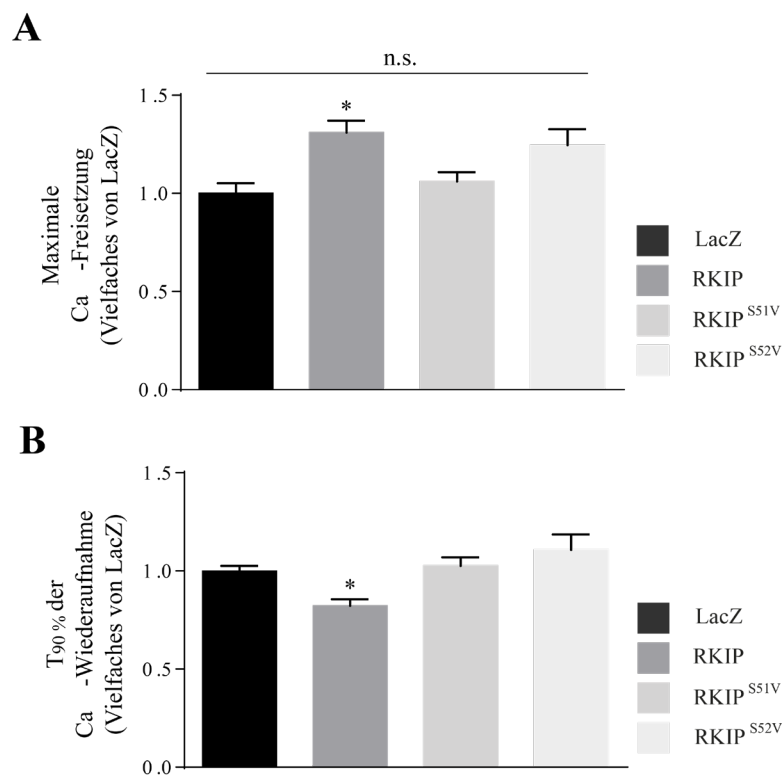 A
n.s.
Maximale
Ca -Freisetzung
(Vielfaches von LacZ)
1.5
1.0
0.5
0.0
*
LacZ
RKIP
RKIP S51V
RKIP S52V
B
T90 % der
Ca -Wiederaufnahme
(Vielfaches von LacZ)
1.5
1.0
0.5
0.0
*
LacZ
RKIP
RKIP S51V
RKIP S52V